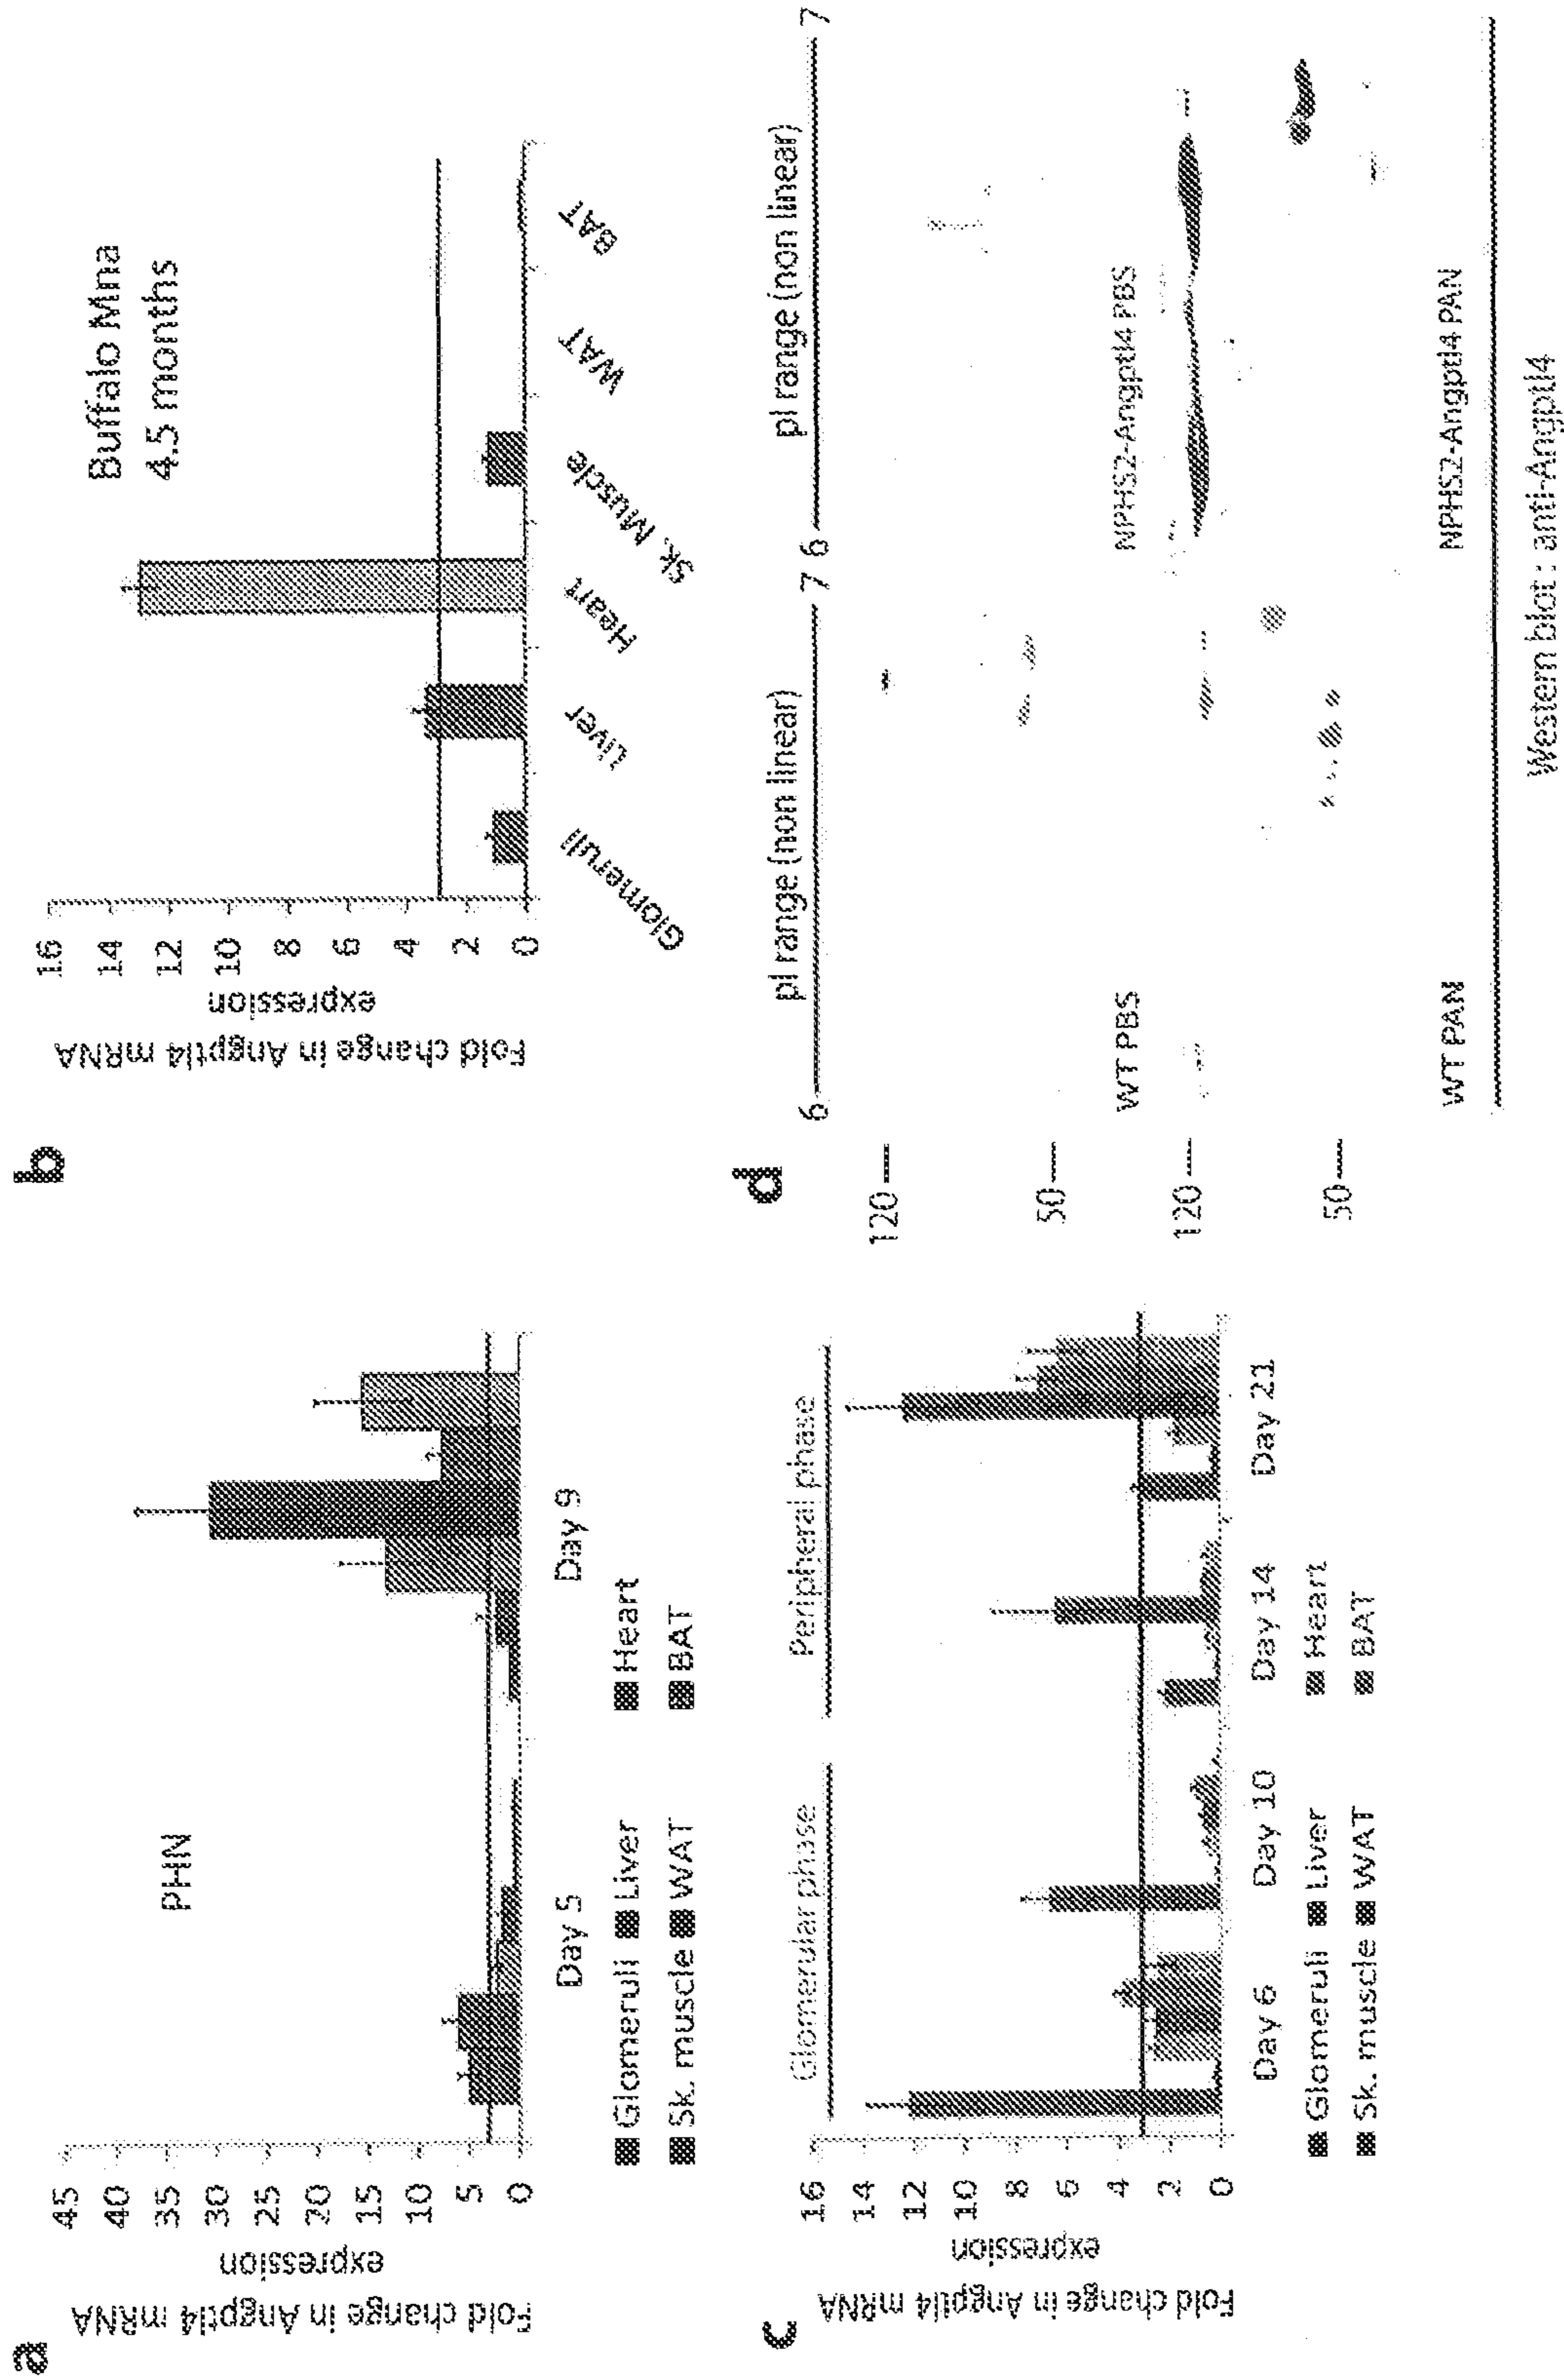 a
Fold change in Angptl4 mRNA
expression
45
40
35
30
25
20
15
10
5
0
PHN
Day 5
Day 9
Glomeruli
Liver
Heart
Sk. muscle
WAT
BAT
b
Fold change in Angptl4 mRNA
expression
16
14
12
10
8
6
4
2
0
Buffalo Mna
4.5 months
Glomeruli
Liver
Heart
Sk. Muscle
WAT
BAT
c
Fold change in Angptl4 mRNA
expression
16
14
12
10
8
6
4
2
0
Glomerular phase
Peripheral phase
Day 6
Day 10
Day 14
Day 21
Glomeruli
Liver
Heart
Sk. muscle
WAT
BAT
d
pI range (non linear)
pI range (non linear)
6
7
6
7
120
50
WT PBS
NPHS2-Angptl4 PBS
120
50
WT PAN
NPHS2-Angptl4 PAN
Western blot : anti-Angptl4